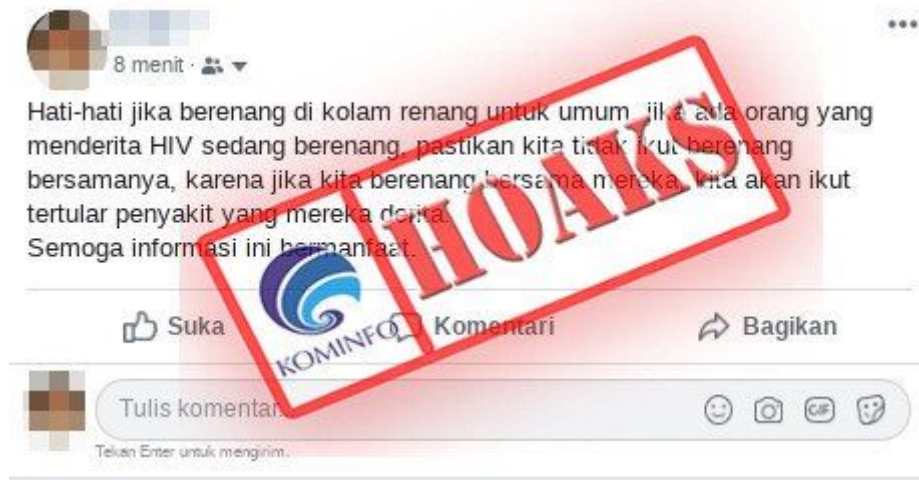 8 menit ·
Hati-hati jika berenang di kolam renang untuk umum jika ada orang yang
menderita HIV sedang berenang, pastikan kita tidak ikut berenang
bersamanya, karena jika kita berenang bersama mereka, kita akan ikut
tertular penyakit yang mereka derita.
Semoga informasi ini bermanfaat.
HOAKS
KOMINFO
Suka
Komentari
Bagikan
Tulis komentar...
GIF
Tekan Enter untuk mengirim.